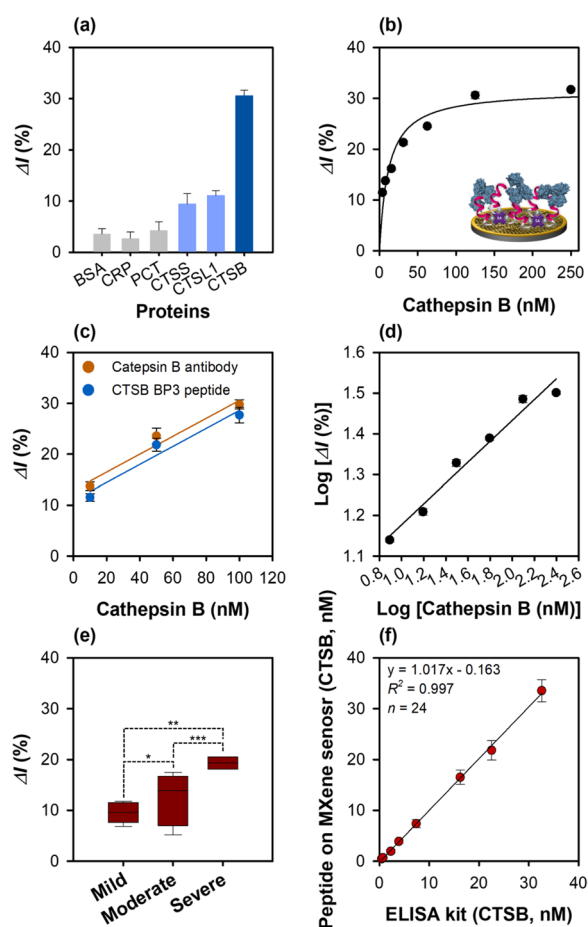 (a)
40
30
20
10
0
ΔI (%)
BSA
CRP
PCT
CTSS
CTSL1
CTSB
Proteins
(b)
40
30
20
10
0
ΔI (%)
0 50 100 150 200 250
Cathepsin B (nM)
(c)
Catepsin B antibody
CTSB BP3 peptide
40
30
20
10
0
ΔI (%)
0 20 40 60 80 100 120
Cathepsin B (nM)
(d)
1.6
1.5
1.4
1.3
1.2
1.1
Log [ΔI (%)]
0.8 1.0 1.2 1.4 1.6 1.8 2.0 2.2 2.4 2.6
Log [Cathepsin B (nM)]
(e)
40
30
20
10
0
ΔI (%)
**
*
***
Mild
Moderate
Severe
(f)
y = 1.017x - 0.163
R² = 0.997
n = 24
40
30
20
10
0
Peptide on MXene senosr (CTSB, nM)
0 10 20 30 40
ELISA kit (CTSB, nM)